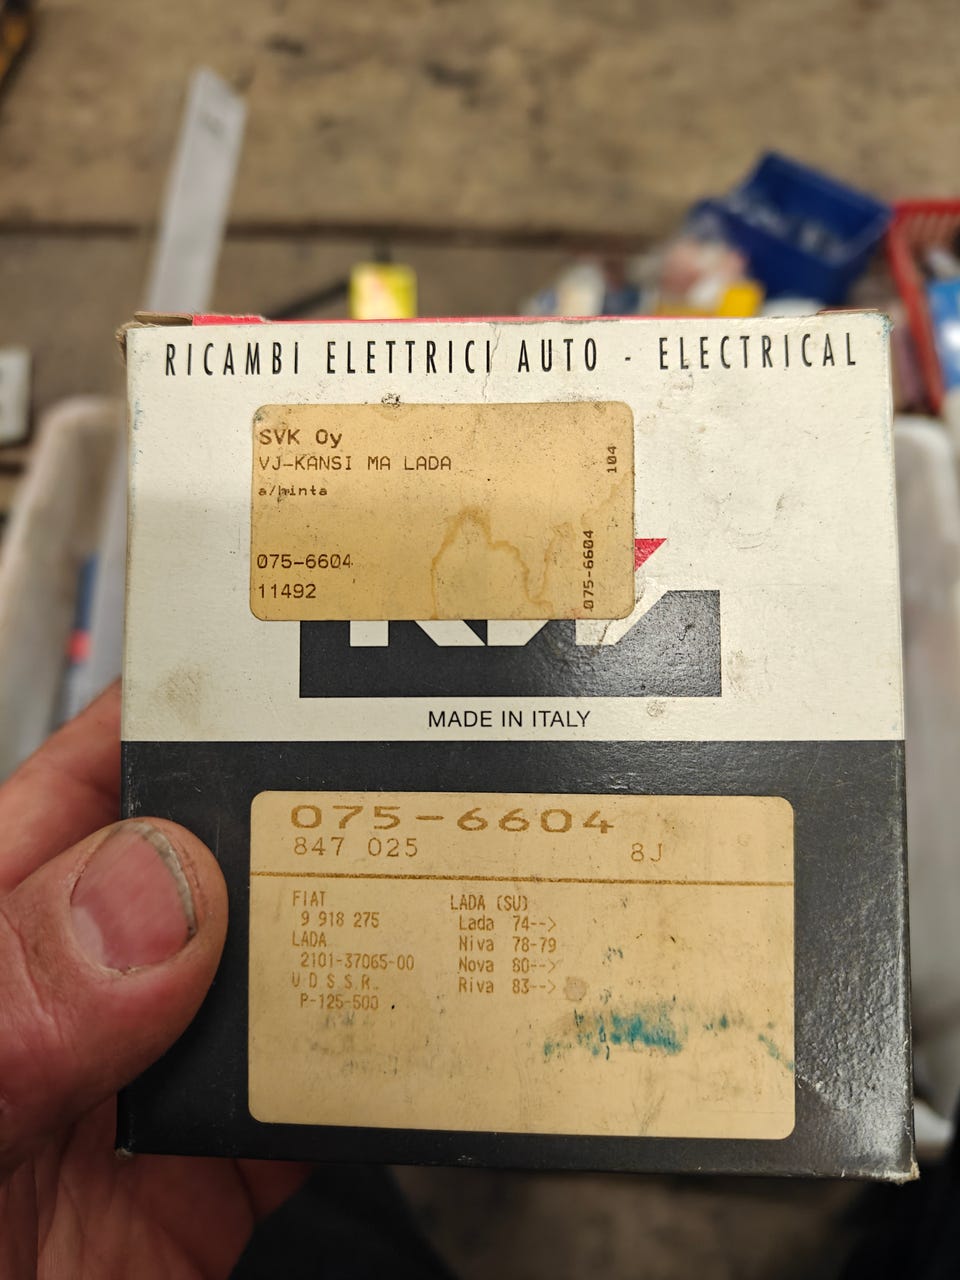 RICAMBI ELETTRICI AUTO - ELECTRICAL
SVK Oy
VJ-KANSI MA LADA
a/hinta
104
075-6604
11492
075-6604
MADE IN ITALY
075-6604
847 025 8J
FIAT
9 918 275
LADA
2101-37065-00
U D S S R.
P-125-500
LADA (SU)
Lada 74-->
Niva 78-79
Nova 80-->
Riva 83-->